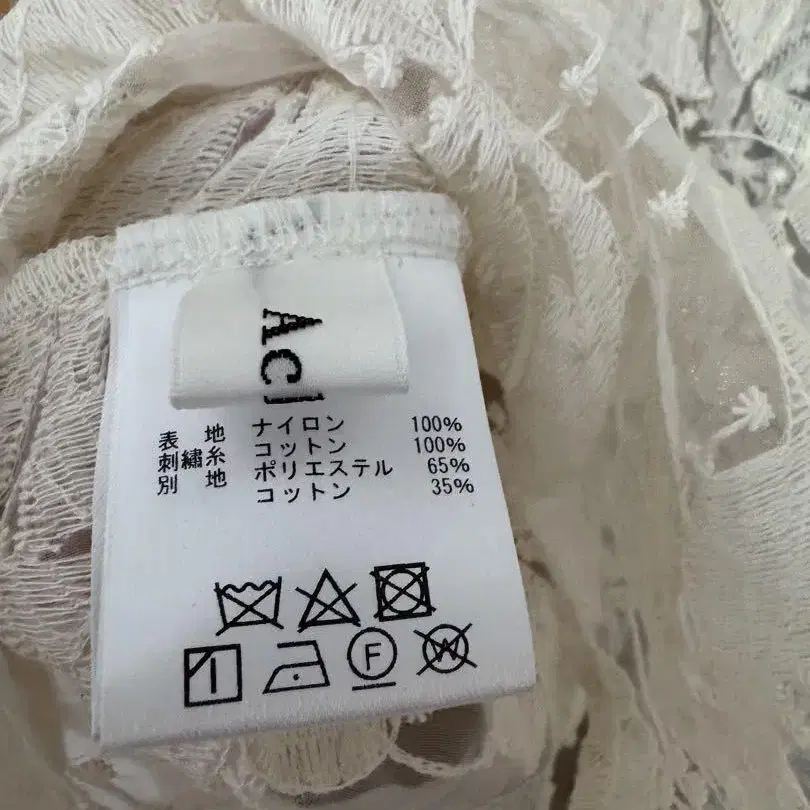 表地 ナイロン 100%
刺繍糸 コットン 100%
別地 ポリエステル 65%
コットン 35%
F
W